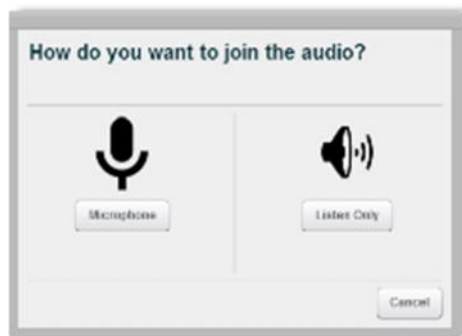 How do you want to join the audio?
Microphone
Listen Only
Cancel